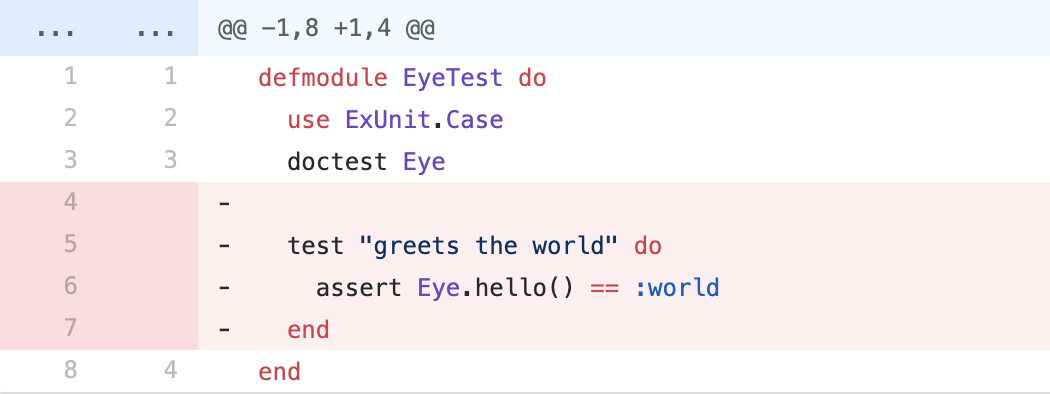 ... ... @@ -1,8 +1,4 @@
1 1 defmodule EyeTest do
2 2 use ExUnit.Case
3 3 doctest Eye
4 -
5 - test "greets the world" do
6 - assert Eye.hello() == :world
7 - end
8 4 end